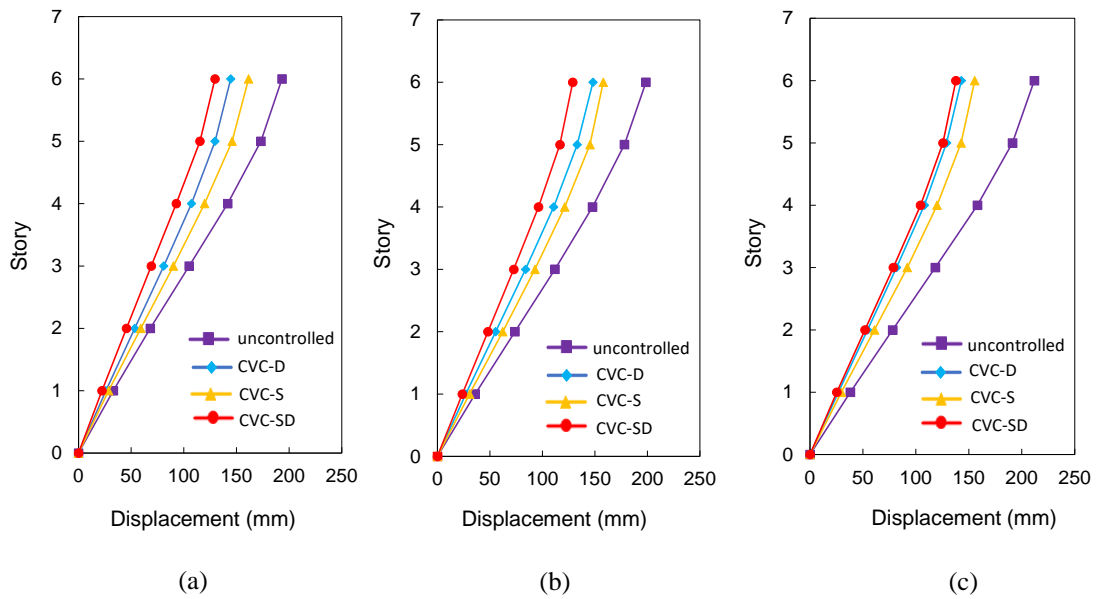 7
6
5
4
3
2
1
0
Story
uncontrolled
CVC-D
CVC-S
CVC-SD
0 50 100 150 200 250
Displacement (mm)
(a)
7
6
5
4
3
2
1
0
Story
uncontrolled
CVC-D
CVC-S
CVC-SD
0 50 100 150 200 250
Displacement (mm)
(b)
7
6
5
4
3
2
1
0
Story
uncontrolled
CVC-D
CVC-S
CVC-SD
0 50 100 150 200 250
Displacement (mm)
(c)